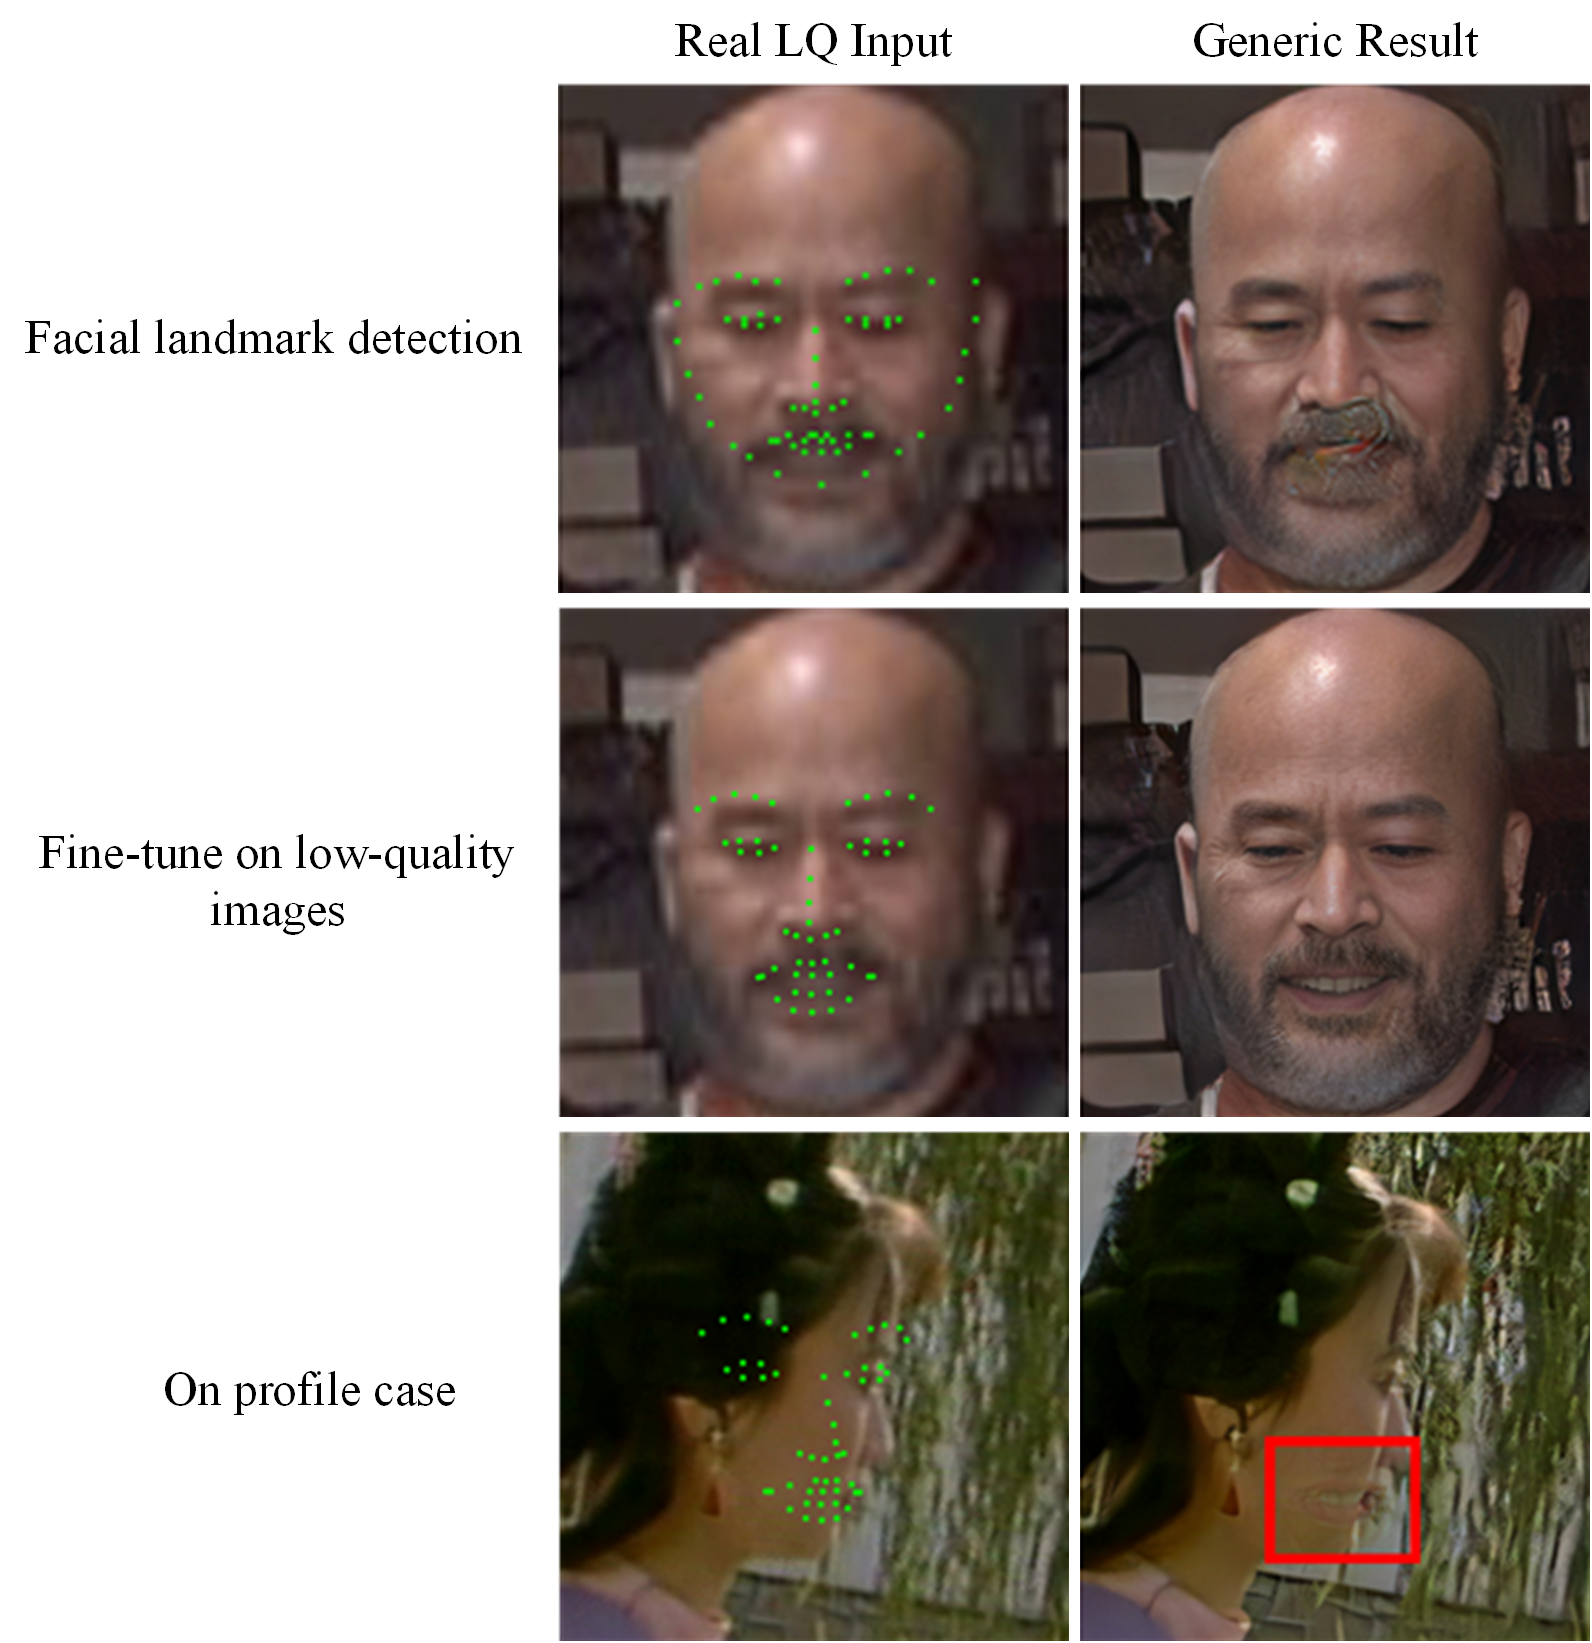 Real LQ Input
Generic Result
Facial landmark detection
Fine-tune on low-quality
images
On profile case